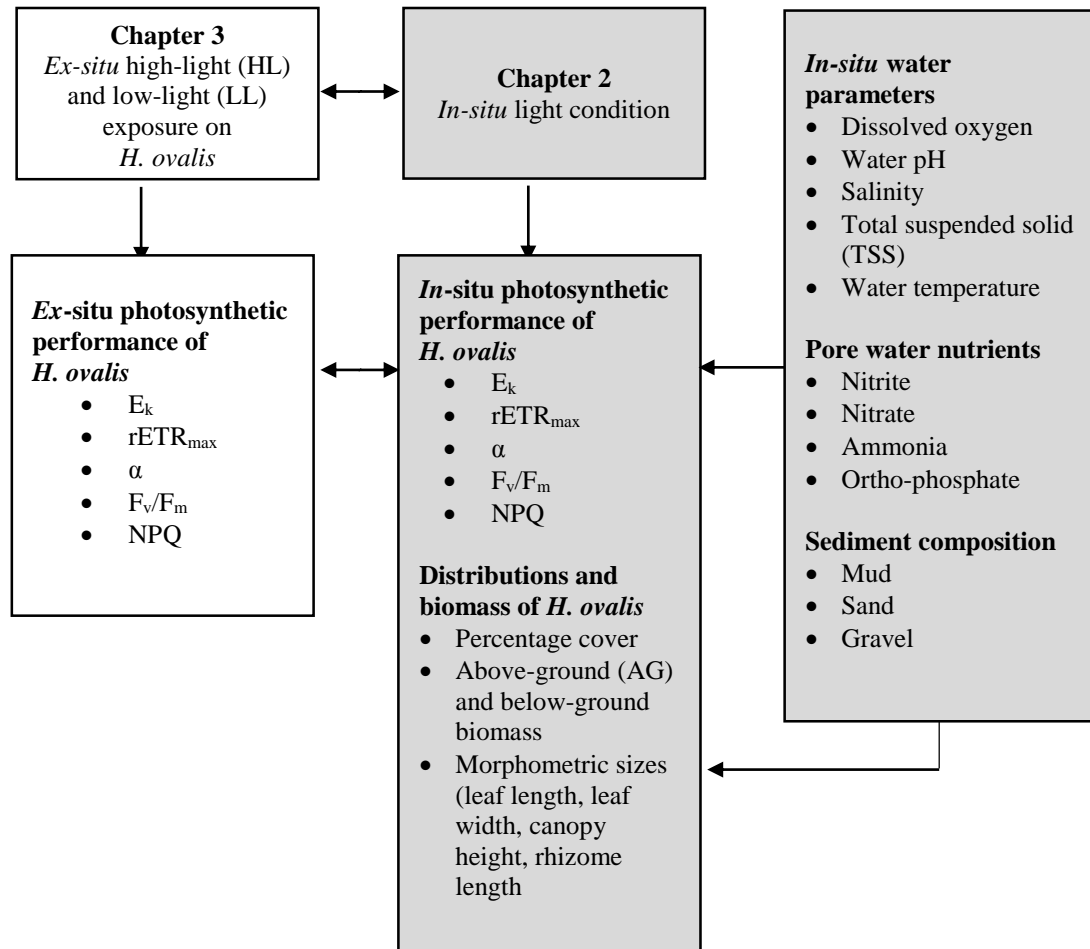 Chapter 3
Ex-situ high-light (HL)
and low-light (LL)
exposure on
H. ovalis
Chapter 2
In-situ light condition
In-situ water
parameters
• Dissolved oxygen
• Water pH
• Salinity
• Total suspended solid
(TSS)
• Water temperature
Pore water nutrients
• Nitrite
• Nitrate
• Ammonia
• Ortho-phosphate
Sediment composition
• Mud
• Sand
• Gravel
Ex-situ photosynthetic
performance of
H. ovalis
• Ek
• rETRmax
• α
• Fv/Fm
• NPQ
In-situ photosynthetic
performance of
H. ovalis
• Ek
• rETRmax
• α
• Fv/Fm
• NPQ
Distributions and
biomass of H. ovalis
• Percentage cover
• Above-ground (AG)
and below-ground
biomass
• Morphometric sizes
(leaf length, leaf
width, canopy
height, rhizome
length